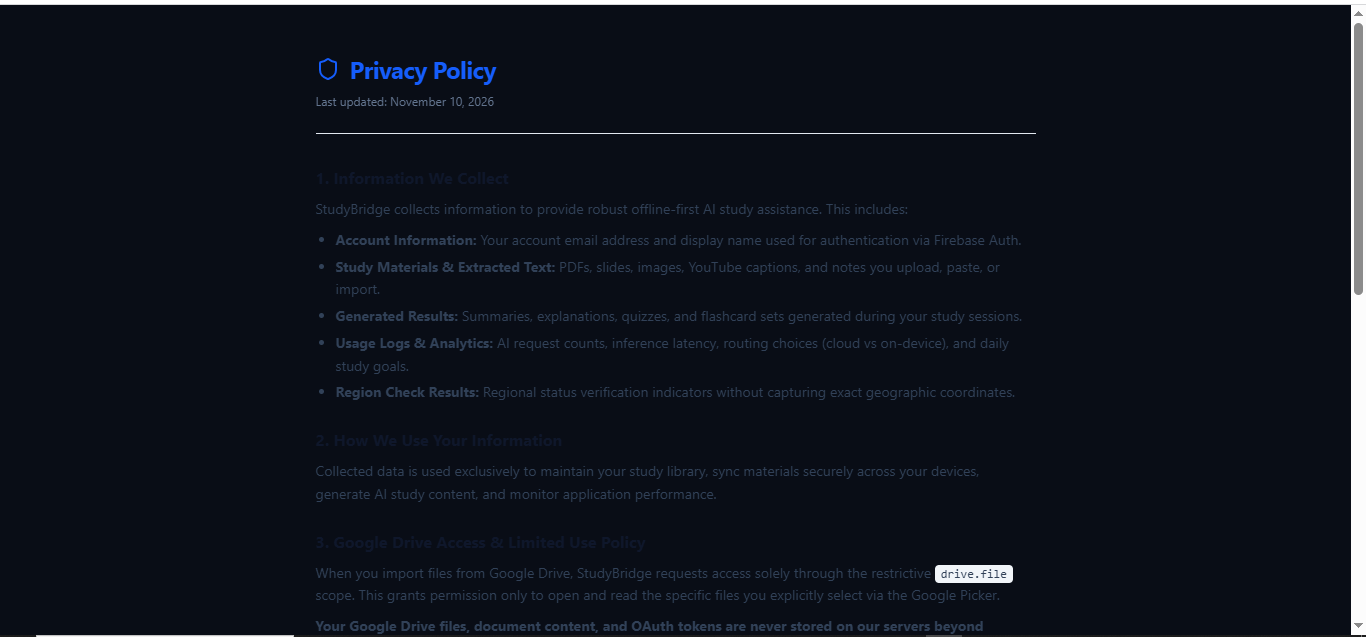 Privacy Policy
Last updated: November 10, 2026
1. Information We Collect
StudyBridge collects information to provide robust offline-first AI study assistance. This includes:
• Account Information: Your account email address and display name used for authentication via Firebase Auth.
• Study Materials & Extracted Text: PDFs, slides, images, YouTube captions, and notes you upload, paste, or
import.
• Generated Results: Summaries, explanations, quizzes, and flashcard sets generated during your study sessions.
• Usage Logs & Analytics: AI request counts, inference latency, routing choices (cloud vs on-device), and daily
study goals.
• Region Check Results: Regional status verification indicators without capturing exact geographic coordinates.
2. How We Use Your Information
Collected data is used exclusively to maintain your study library, sync materials securely across your devices,
generate AI study content, and monitor application performance.
3. Google Drive Access & Limited Use Policy
When you import files from Google Drive, StudyBridge requests access solely through the restrictive drive.file
scope. This grants permission only to open and read the specific files you explicitly select via the Google Picker.
Your Google Drive files, document content, and OAuth tokens are never stored on our servers beyond